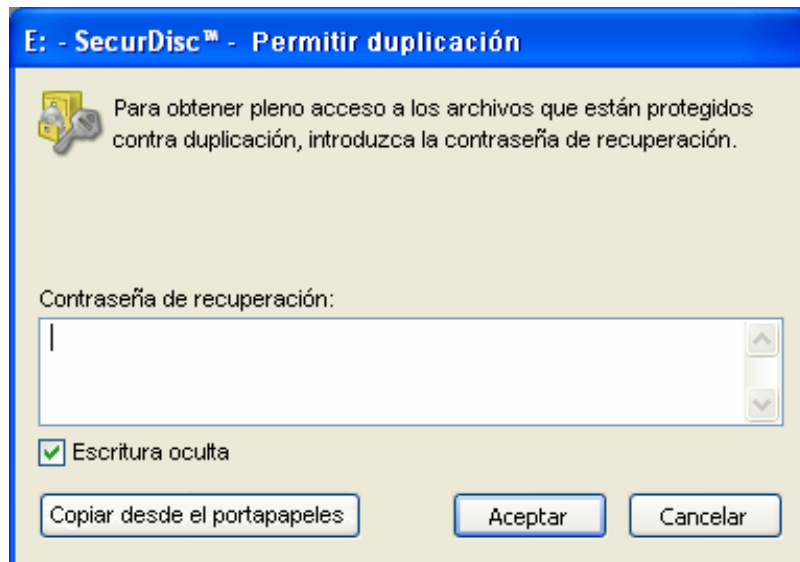 E: - SecurDisc™ - Permitir duplicación
Para obtener pleno acceso a los archivos que están protegidos
contra duplicación, introduzca la contraseña de recuperación.
Contraseña de recuperación:
Escritura oculta
Copiar desde el portapapeles
Aceptar
Cancelar